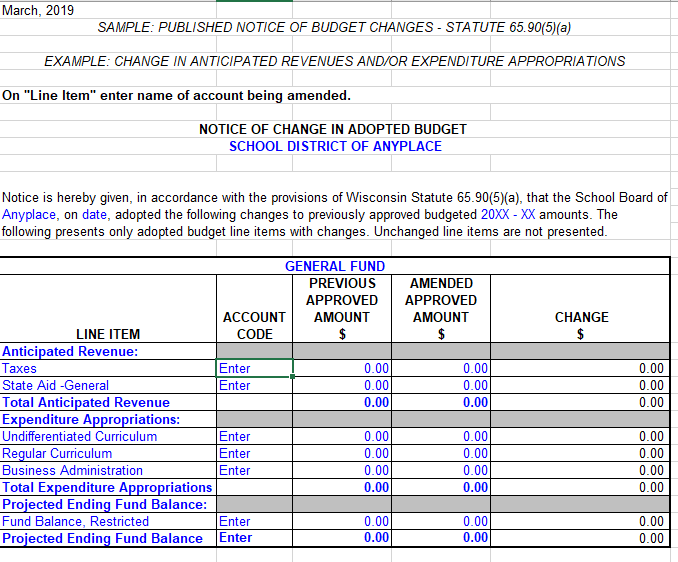 March, 2019
SAMPLE: PUBLISHED NOTICE OF BUDGET CHANGES - STATUTE 65.90(5)(a)
EXAMPLE: CHANGE IN ANTICIPATED REVENUES AND/OR EXPENDITURE APPROPRIATIONS
On "Line Item" enter name of account being amended.
NOTICE OF CHANGE IN ADOPTED BUDGET
SCHOOL DISTRICT OF ANYPLACE
Notice is hereby given, in accordance with the provisions of Wisconsin Statute 65.90(5)(a), that the School Board of
Anyplace, on date, adopted the following changes to previously approved budgeted 20XX - XX amounts. The
following presents only adopted budget line items with changes. Unchanged line items are not presented.
GENERAL FUND
PREVIOUS AMENDED
APPROVED APPROVED
ACCOUNT AMOUNT AMOUNT CHANGE
LINE ITEM CODE $ $ $
Anticipated Revenue:
Taxes Enter 0.00 0.00 0.00
State Aid -General Enter 0.00 0.00 0.00
Total Anticipated Revenue 0.00 0.00 0.00
Expenditure Appropriations:
Undifferentiated Curriculum Enter 0.00 0.00 0.00
Regular Curriculum Enter 0.00 0.00 0.00
Business Administration Enter 0.00 0.00 0.00
Total Expenditure Appropriations 0.00 0.00 0.00
Projected Ending Fund Balance:
Fund Balance, Restricted Enter 0.00 0.00 0.00
Projected Ending Fund Balance Enter 0.00 0.00 0.00